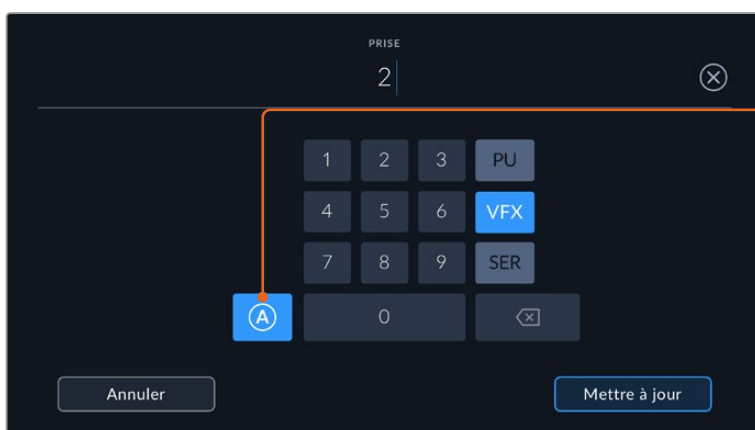 PRISE
2
1 2 3 PU
4 5 6 VFX
7 8 9 SER
A 0
Annuler Mettre à jour